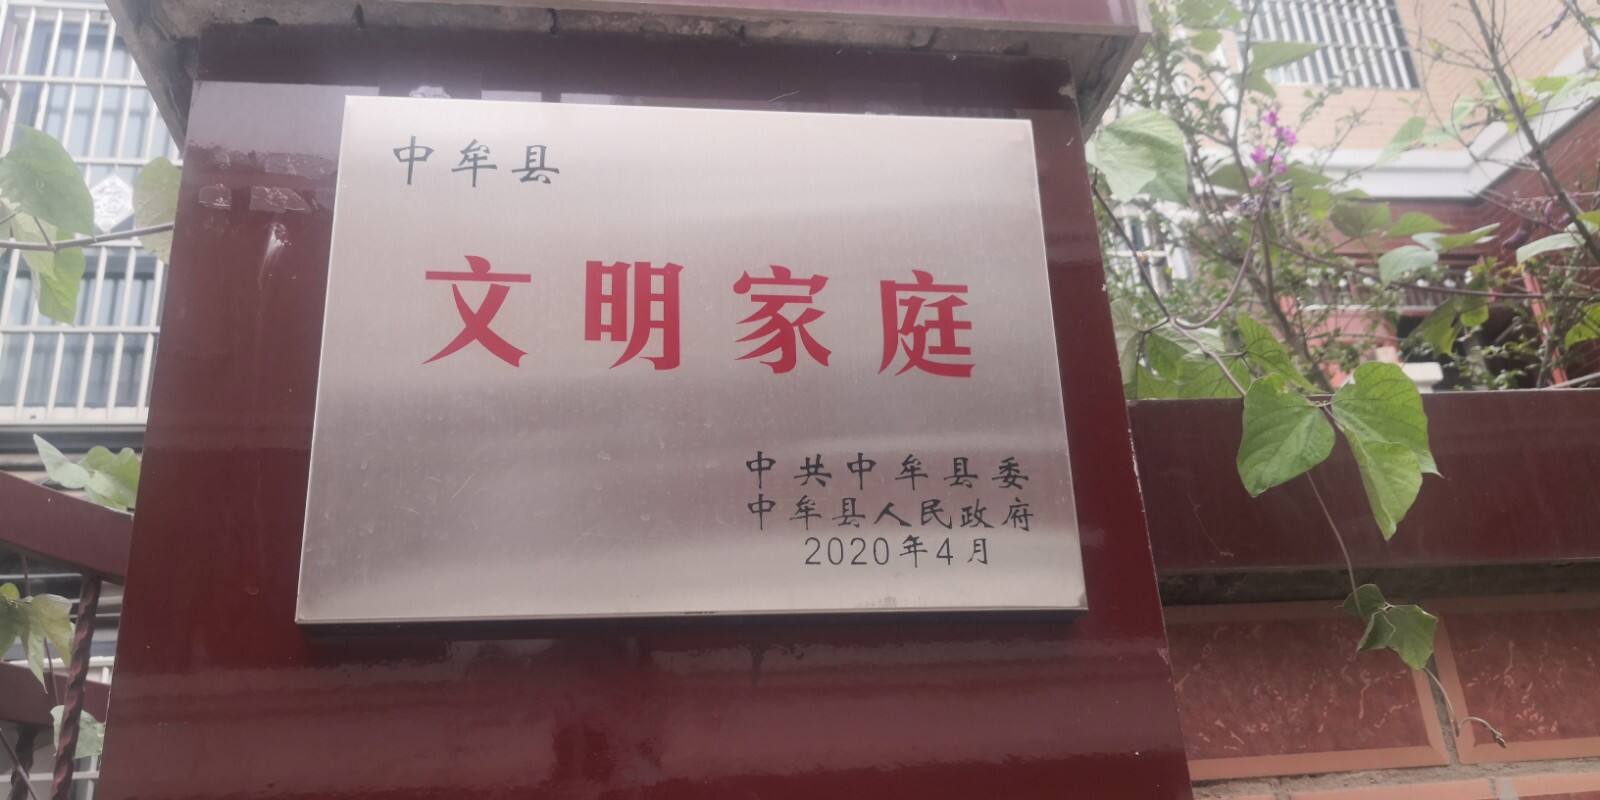 中牟县
文明家庭
中共中牟县委
中牟县人民政府
2020年4月